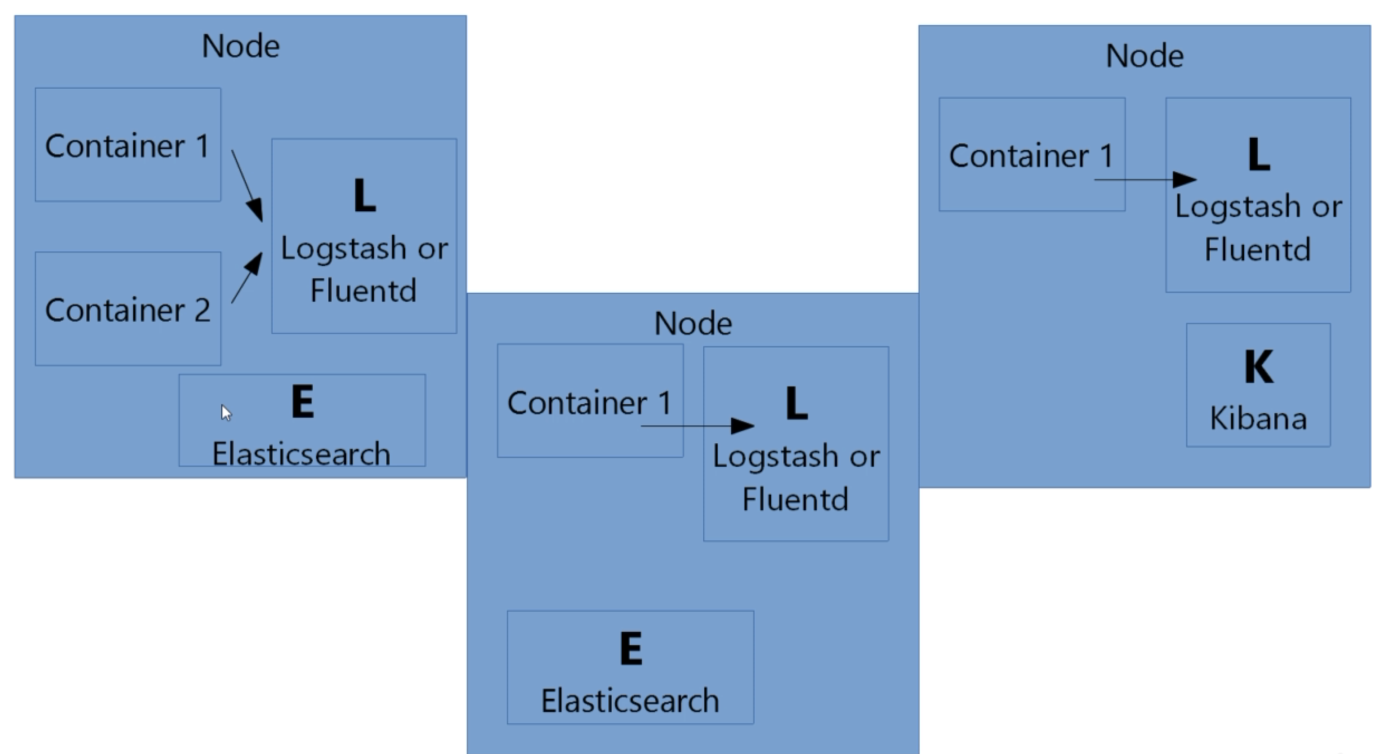 Node
Container 1
Container 2
L
Logstash or
Fluentd
E
Elasticsearch
Node
Container 1
L
Logstash or
Fluentd
E
Elasticsearch
Node
Container 1
L
Logstash or
Fluentd
K
Kibana